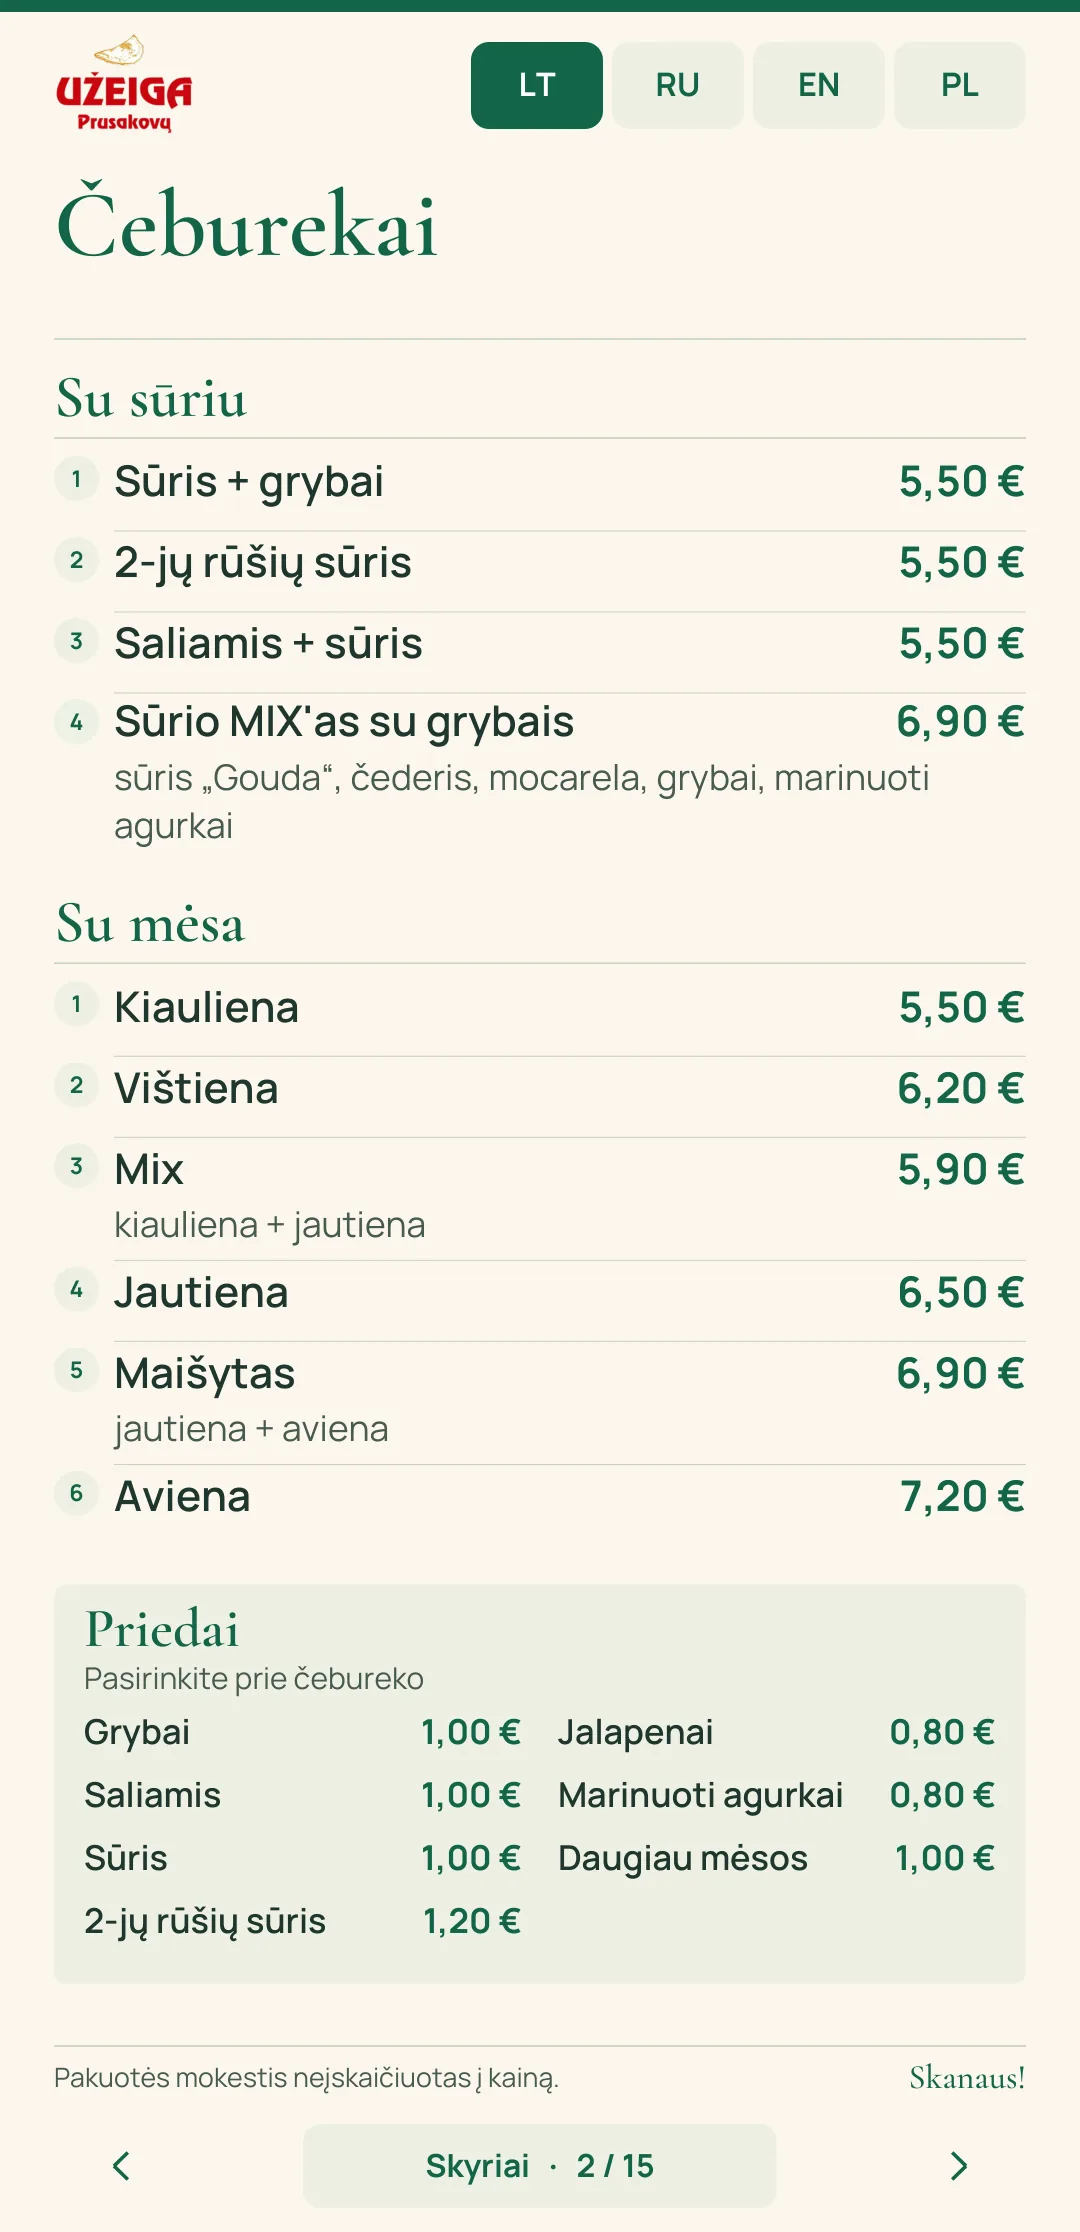 UŽEIGA
Prusakovų
LT RU EN PL
Čeburekai
Su sūriu
1 Sūris + grybai 5,50 €
2 2-jų rūšių sūris 5,50 €
3 Saliamis + sūris 5,50 €
4 Sūrio MIX'as su grybais 6,90 €
sūris „Gouda“, čederis, mocarela, grybai, marinuoti
agurkai
Su mėsa
1 Kiauliena 5,50 €
2 Vištiena 6,20 €
3 Mix 5,90 €
kiauliena + jautiena
4 Jautiena 6,50 €
5 Maišytas 6,90 €
jautiena + aviena
6 Aviena 7,20 €
Priedai
Pasirinkite prie čebureko
Grybai 1,00 € Jalapenai 0,80 €
Saliamis 1,00 € Marinuoti agurkai 0,80 €
Sūris 1,00 € Daugiau mėsos 1,00 €
2-jų rūšių sūris 1,20 €
Pakuotės mokestis neįskaičiuotas į kainą. Skanaus!
Skyriai · 2 / 15